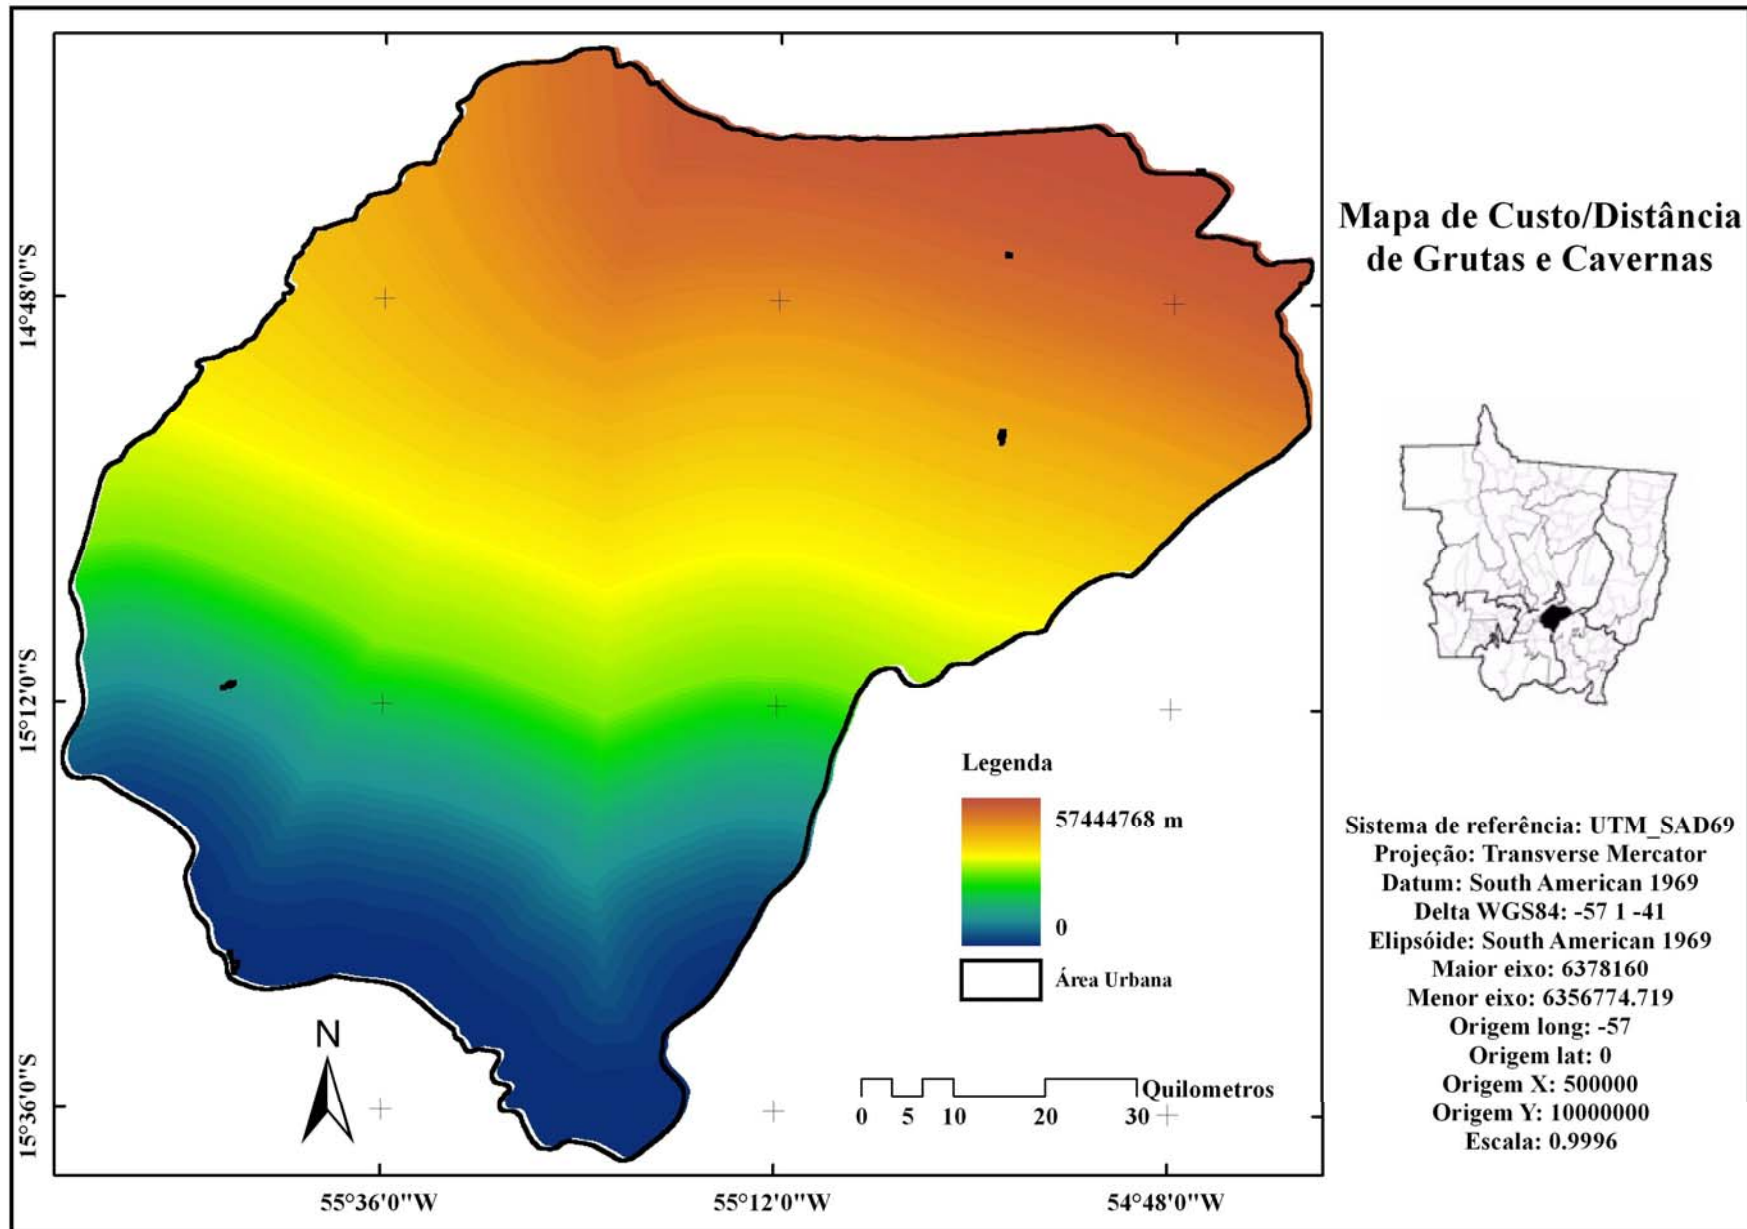 Mapa de Custo/Distância
de Grutas e Cavernas
14°48'0"S
15°12'0"S
15°36'0"S
55°36'0"W
55°12'0"W
54°48'0"W
N
Legenda
57444768 m
0
Área Urbana
Quilometros
0 5 10 20 30
Sistema de referência: UTM_SAD69
Projeção: Transverse Mercator
Datum: South American 1969
Delta WGS84: -57 1 -41
Elipsóide: South American 1969
Maior eixo: 6378160
Menor eixo: 6356774.719
Origem long: -57
Origem lat: 0
Origem X: 500000
Origem Y: 10000000
Escala: 0.9996